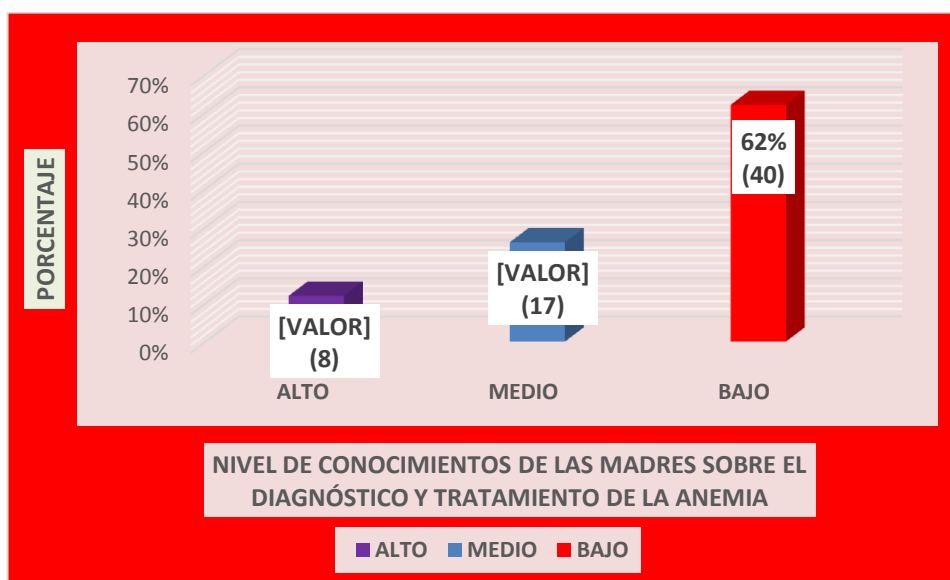 PORCENTAJE
70%
60%
50%
40%
30%
20%
10%
0%
[VALOR]
(8)
[VALOR]
(17)
62%
(40)
ALTO
MEDIO
BAJO
NIVEL DE CONOCIMIENTOS DE LAS MADRES SOBRE EL
DIAGNÓSTICO Y TRATAMIENTO DE LA ANEMIA
ALTO MEDIO BAJO